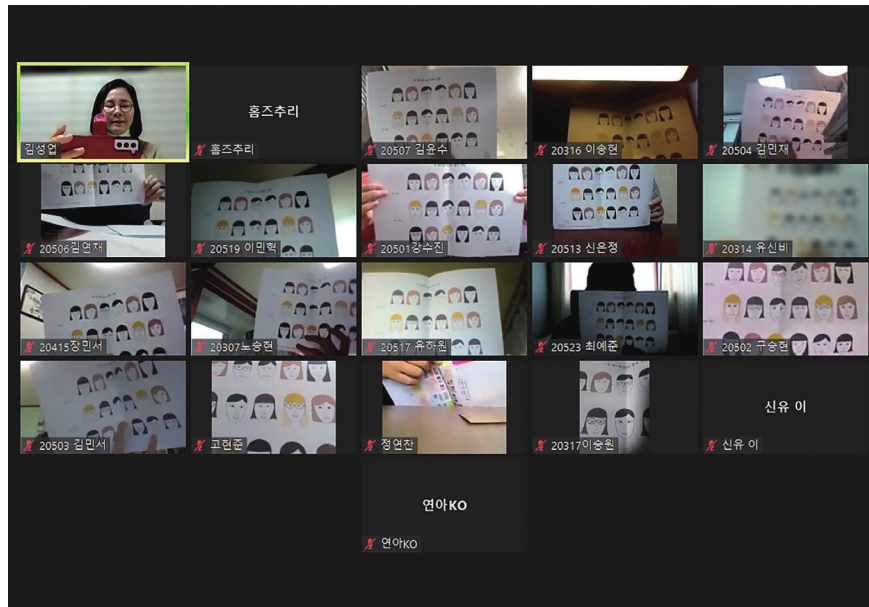 김성업
홈즈추리
홈즈추리
20507 김윤수
20316 이송현
20504 김민재
20506김연재
20519 이민혁
20501강수진
20513 신은정
20314 유신비
20415장민서
20307노승현
20517 유하원
20523 최예준
20502 구승현
20503 김민서
고현준
정연찬
20317이승원
신유 이
신유 이
연아KO
연아KO